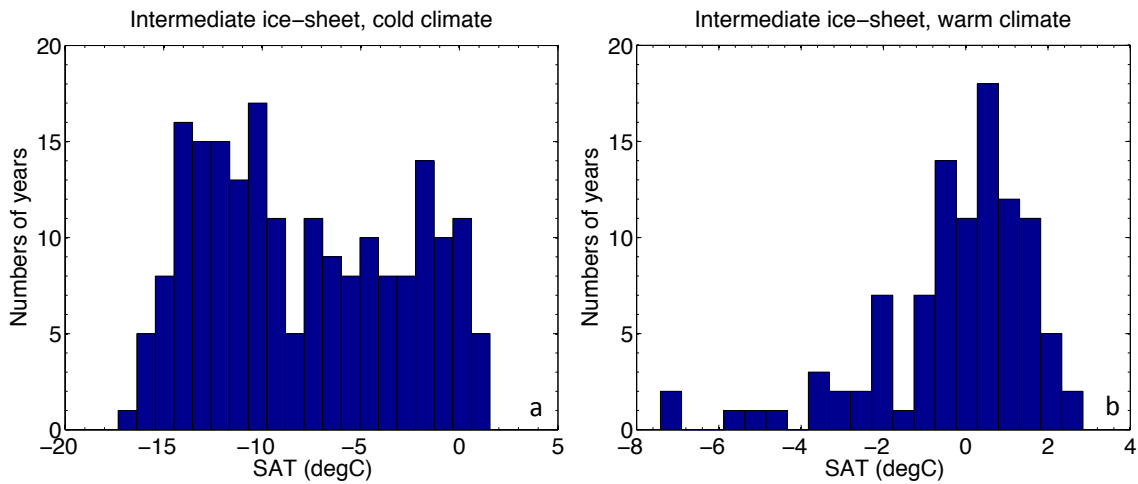 Intermediate ice−sheet, cold climate
20
15
10
5
0
−20
−15
−10
−5
0
5
Numbers of years
SAT (degC)
a
Intermediate ice−sheet, warm climate
20
15
10
5
0
−8
−6
−4
−2
0
2
4
Numbers of years
SAT (degC)
b